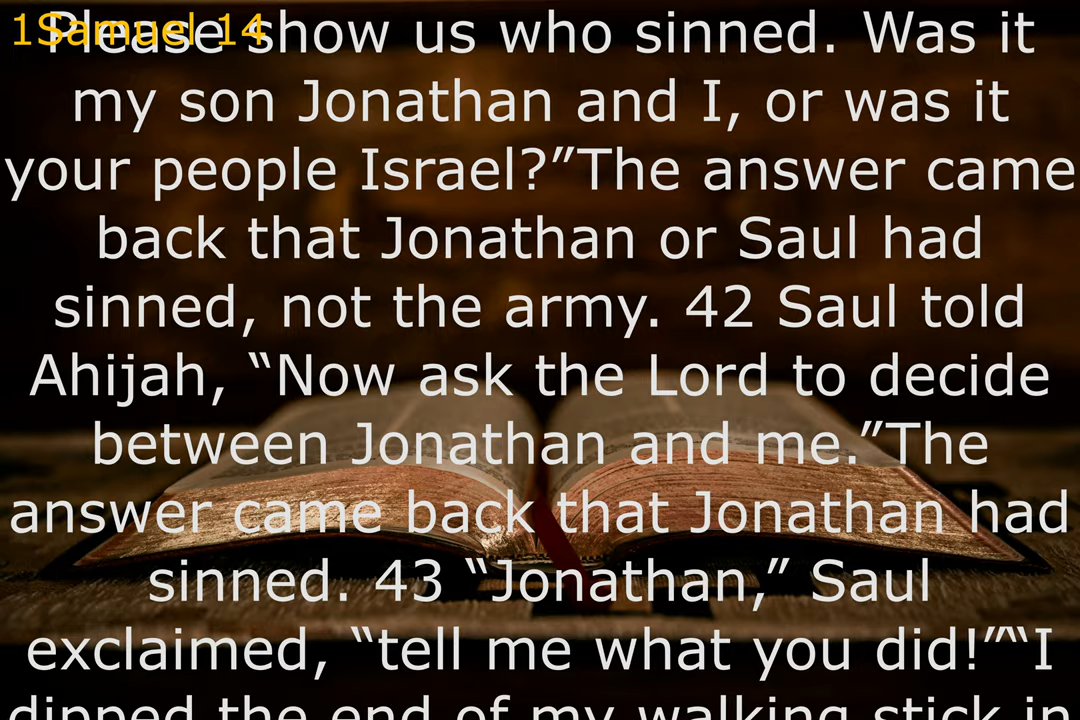 1Samuel 14
Please show us who sinned. Was it
my son Jonathan and I, or was it
your people Israel?”The answer came
back that Jonathan or Saul had
sinned, not the army. 42 Saul told
Ahijah, “Now ask the Lord to decide
between Jonathan and me.”The
answer came back that Jonathan had
sinned. 43 “Jonathan,” Saul
exclaimed, “tell me what you did!”“I
dipped the end of my walking stick in